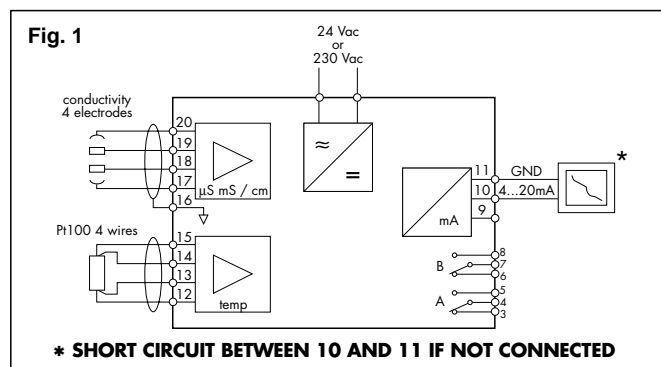 Fig. 1
24 Vac
or
230 Vac
conductivity
4 electrodes
20
19
18
17
16
µS mS / cm
≈
=
11
10
9
mA
GND
4...20mA
*
Pt100 4 wires
15
14
13
12
temp
B
8
7
6
A
5
4
3
* SHORT CIRCUIT BETWEEN 10 AND 11 IF NOT CONNECTED